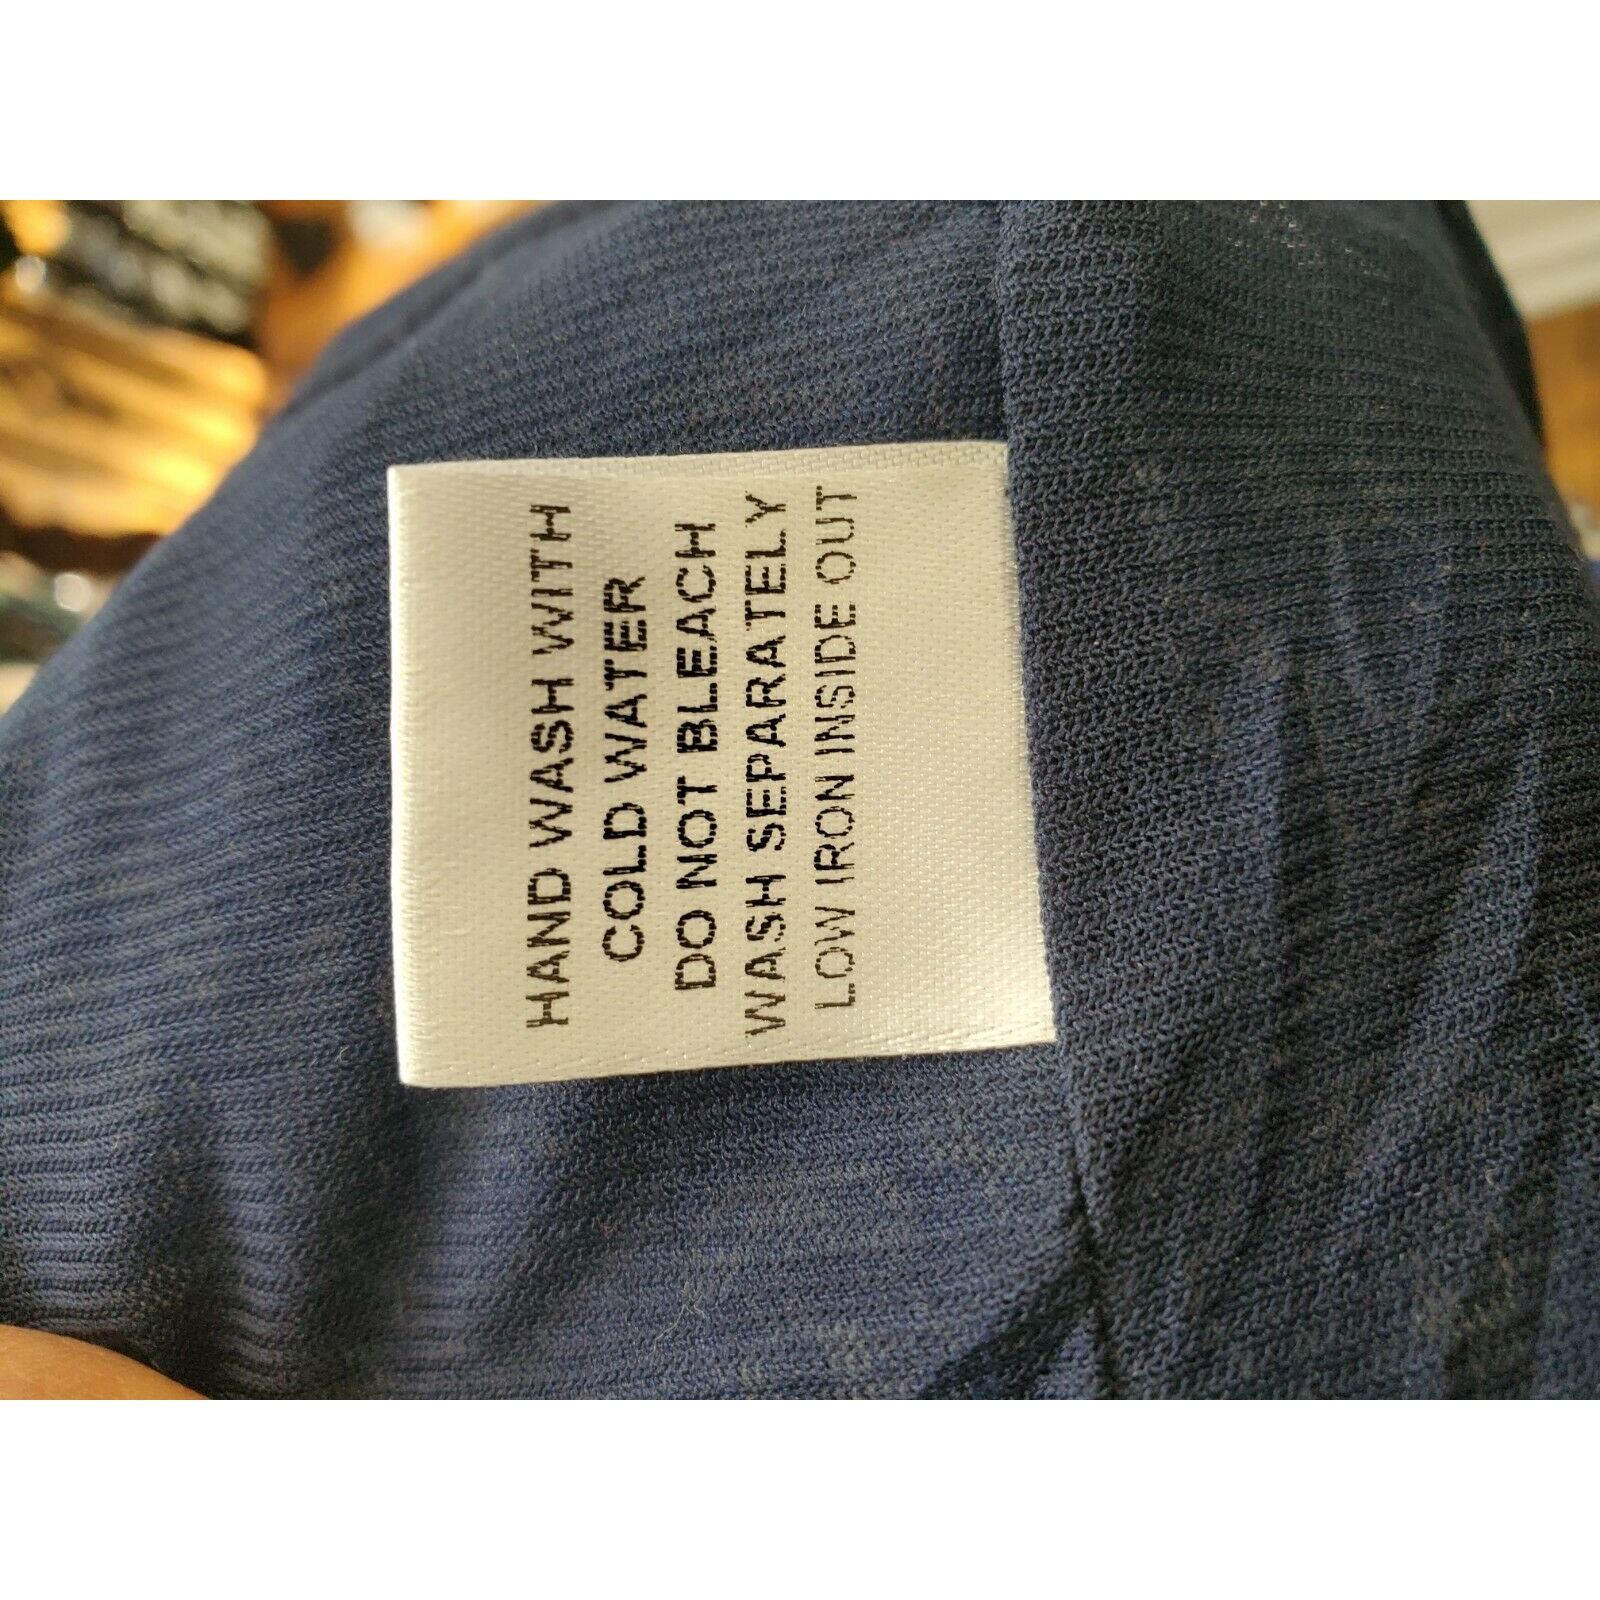 HAND WASH WITH
COLD WATER
DO NOT BLEACH
WASH SEPARATELY
LOW IRON INSIDE OUT